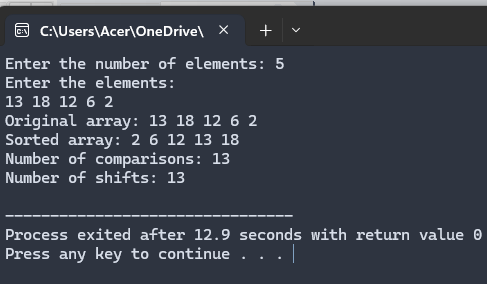 C:\Users\Acer\OneDrive\
Enter the number of elements: 5
Enter the elements:
13 18 12 6 2
Original array: 13 18 12 6 2
Sorted array: 2 6 12 13 18
Number of comparisons: 13
Number of shifts: 13
--------------------------------
Process exited after 12.9 seconds with return value 0
Press any key to continue . . .